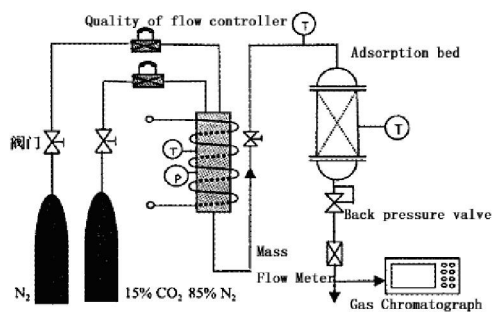 Quality of flow controller
T
Adsorption bed
阀门
T
T
P
Back pressure valve
Mass
Flow Meter
N₂
15% CO₂ 85% N₂
Gas Chromatograph